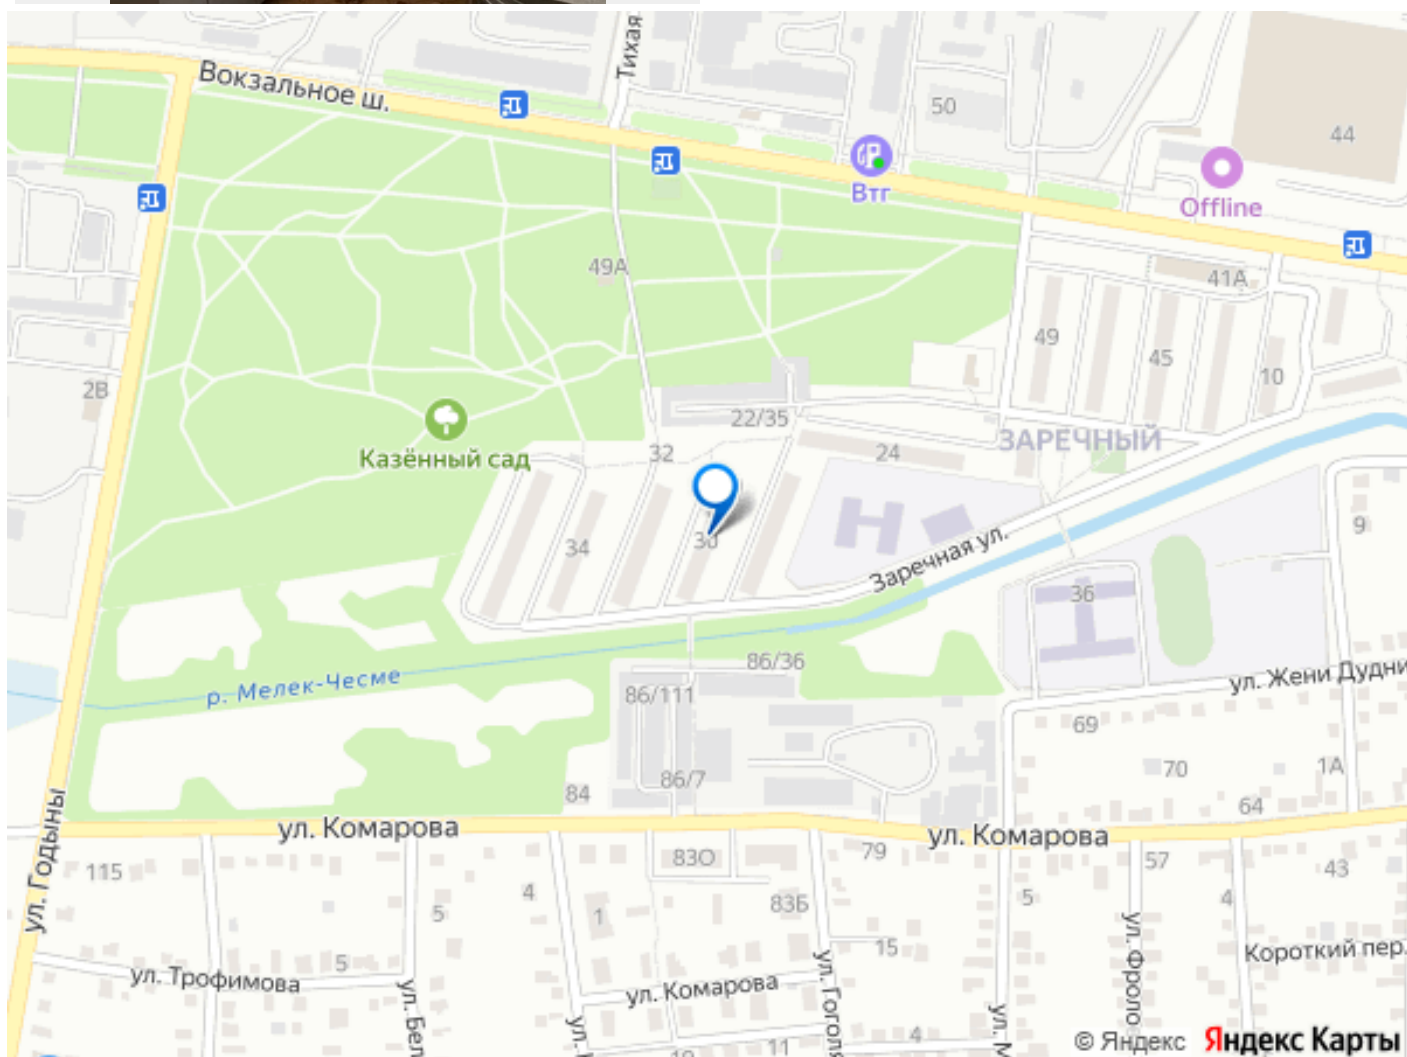 Тихая
Вокзальное ш.
50
44
Втг
Offline
49А
41А
49
45
2В
10
22/35
Казённый сад
32
24
ЗАРЕЧНЫЙ
34
30
9
Заречная ул.
36
р. Мелек-Чесме
86/36
ул. Жени Дудни
86/111
69
86/7
70
1А
84
64
ул. Годыны
ул. Комарова
ул. Комарова
115
83О
79
57
43
4
5
1
83Б
5
4
15
ул. Фроло
Короткий пер.
5
ул. Трофимова
ул. Комарова
ул. Гоголя
ул. Бел
ул. М
11
© Яндекс
Яндекс Карты